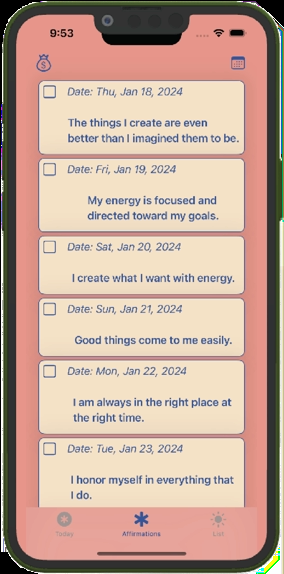 9:53
$
Date: Thu, Jan 18, 2024
The things I create are even
better than I imagined them to be.
Date: Fri, Jan 19, 2024
My energy is focused and
directed toward my goals.
Date: Sat, Jan 20, 2024
I create what I want with energy.
Date: Sun, Jan 21, 2024
Good things come to me easily.
Date: Mon, Jan 22, 2024
I am always in the right place at
the right time.
Date: Tue, Jan 23, 2024
I honor myself in everything that
I do.
Today Affirmations List